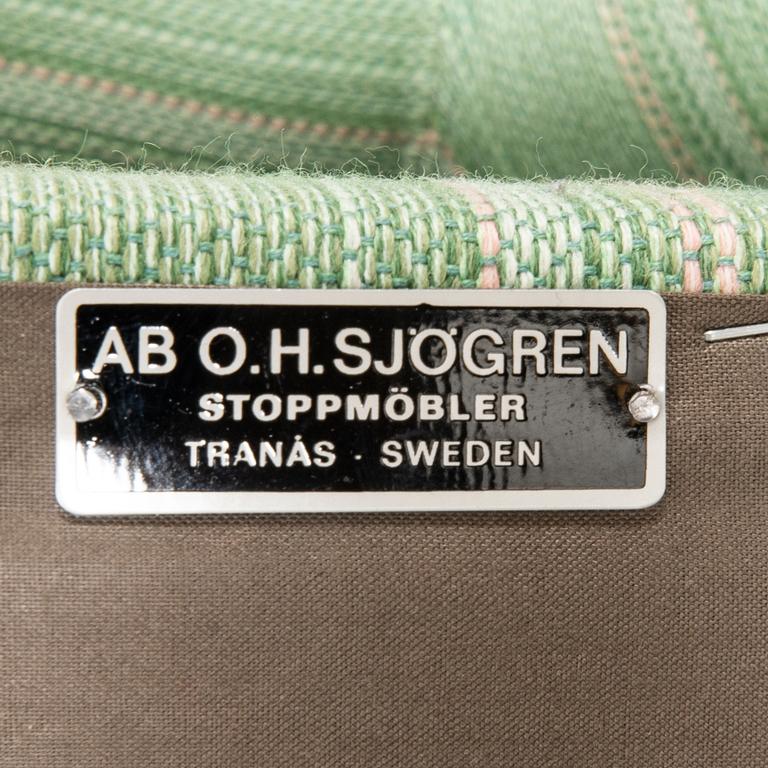 AB O.H.SJÖGREN
STOPPMÖBLER
TRANÅS · SWEDEN